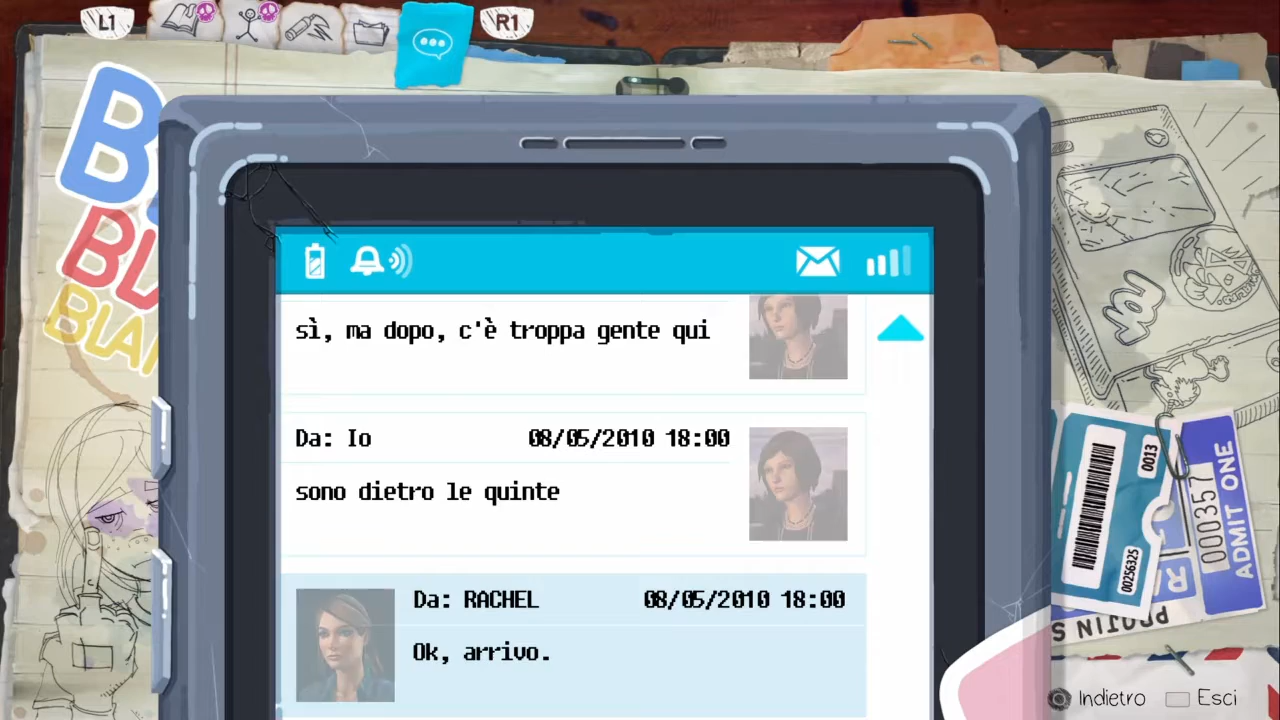 L1
R1
sì, ma dopo, c'è troppa gente qui
Da: Io 08/05/2010 18:00
sono dietro le quinte
Da: RACHEL 08/05/2010 18:00
Ok, arrivo.
0013
00256325
000357
ADMIT ONE
Indietro
Esci